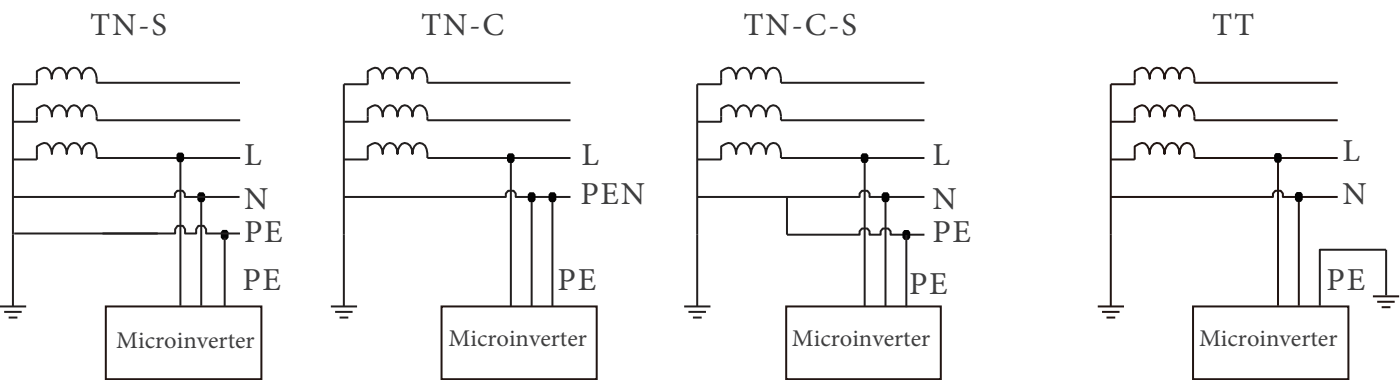 TN-S
L
N
PE
PE
Microinverter
TN-C
L
PEN
PE
Microinverter
TN-C-S
L
N
PE
PE
Microinverter
TT
L
N
PE
Microinverter